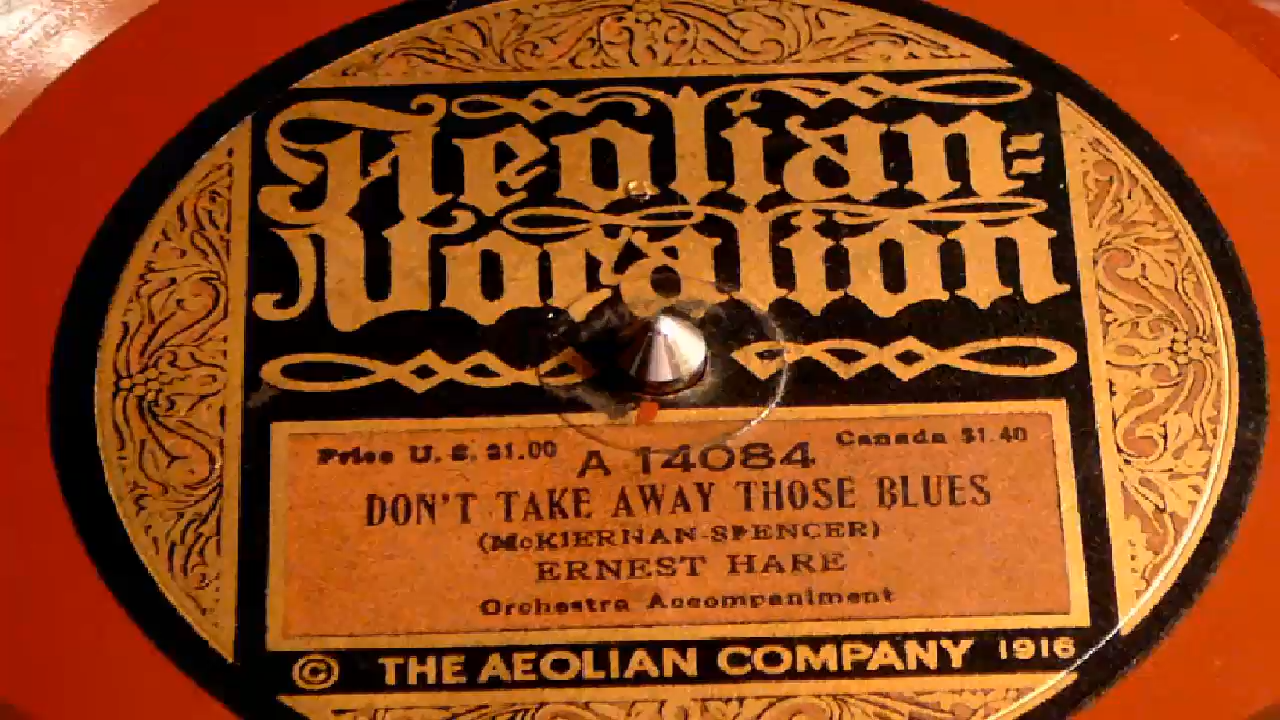 Aeolian-
Vocalion
Price U. S. $1.00 A 14084 Canada $1.40
DON'T TAKE AWAY THOSE BLUES
(McKIERNAN-SPENCER)
ERNEST HARE
Orchestra Accompaniment
© THE AEOLIAN COMPANY 1916